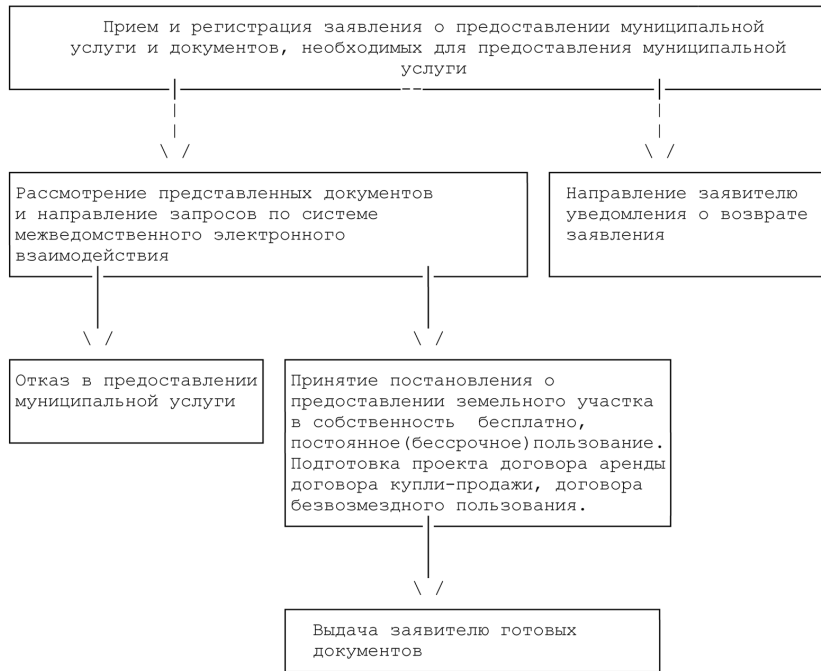 Прием и регистрация заявления о предоставлении муниципальной
услуги и документов, необходимых для предоставления муниципальной
услуги
Рассмотрение представленных документов
и направление запросов по системе
межведомственного электронного
взаимодействия
Направление заявителю
уведомления о возврате
заявления
Отказ в предоставлении
муниципальной услуги
Принятие постановления о
предоставлении земельного участка
в собственность бесплатно,
постоянное(бессрочное)пользование.
Подготовка проекта договора аренды
договора купли-продажи, договора
безвозмездного пользования.
Выдача заявителю готовых
документов